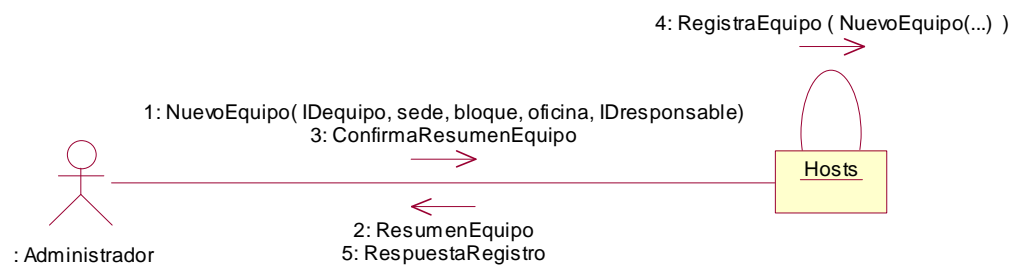 4: RegistraEquipo ( NuevoEquipo(...) )
1: NuevoEquipo( IDequipo, sede, bloque, oficina, IDresponsable)
3: ConfirmaResumenEquipo
Hosts
2: ResumenEquipo
5: RespuestaRegistro
: Administrador